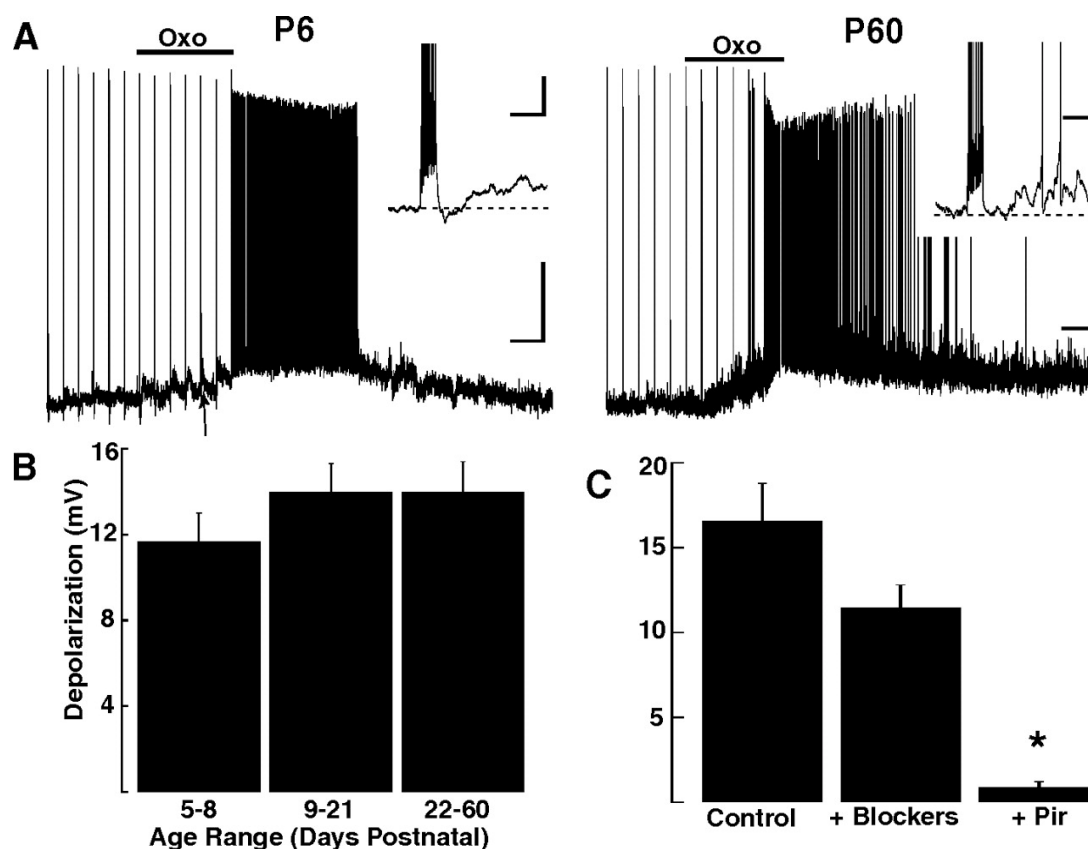 A
Oxo
P6
Oxo
P60
B
Depolarization (mV)
16
12
8
4
5-8 9-21 22-60
Age Range (Days Postnatal)
C
20
15
10
5
*
Control + Blockers + Pir